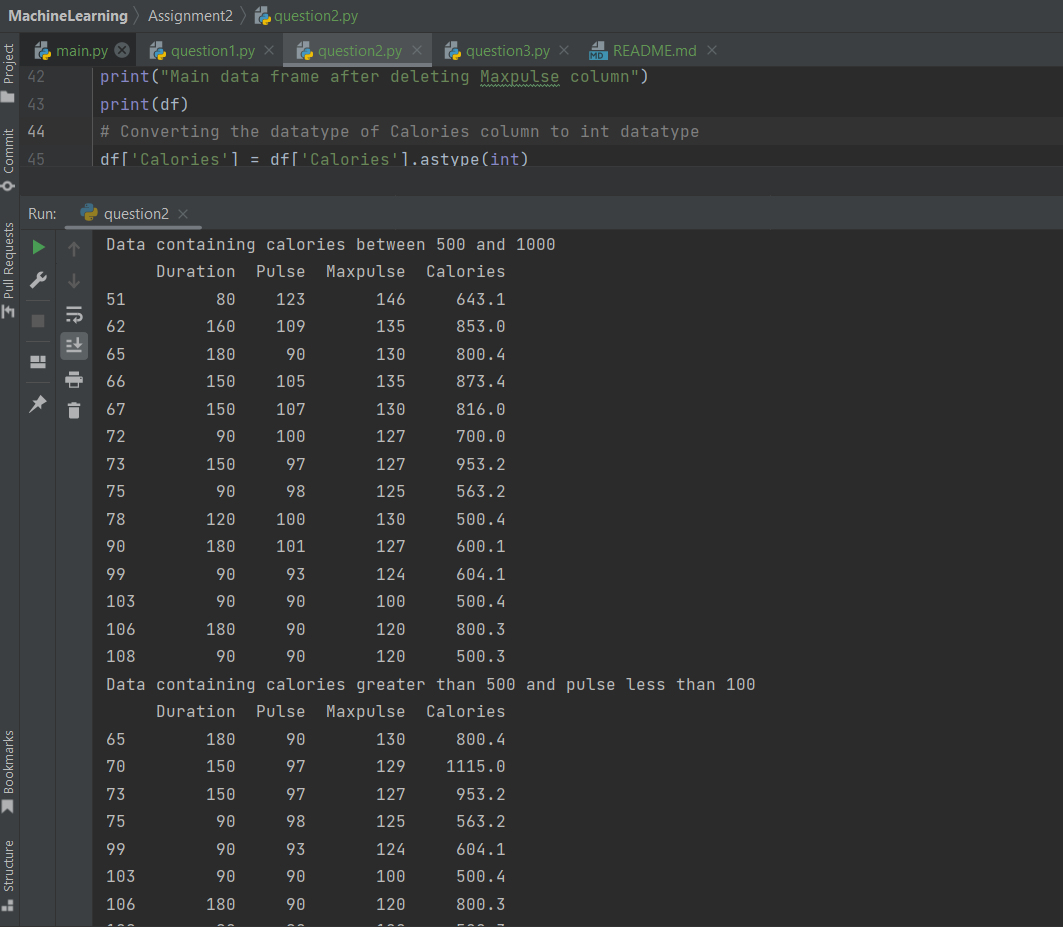 MachineLearning Assignment2 question2.py
main.py question1.py question2.py question3.py README.md
42 print("Main data frame after deleting Maxpulse column")
43 print(df)
44 # Converting the datatype of Calories column to int datatype
45 df['Calories'] = df['Calories'].astype(int)
Project
Commit
Pull Requests
Bookmarks
Structure
Run: question2
Data containing calories between 500 and 1000
Duration Pulse Maxpulse Calories
51 80 123 146 643.1
62 160 109 135 853.0
65 180 90 130 800.4
66 150 105 135 873.4
67 150 107 130 816.0
72 90 100 127 700.0
73 150 97 127 953.2
75 90 98 125 563.2
78 120 100 130 500.4
90 180 101 127 600.1
99 90 93 124 604.1
103 90 90 100 500.4
106 180 90 120 800.3
108 90 90 120 500.3
Data containing calories greater than 500 and pulse less than 100
Duration Pulse Maxpulse Calories
65 180 90 130 800.4
70 150 97 129 1115.0
73 150 97 127 953.2
75 90 98 125 563.2
99 90 93 124 604.1
103 90 90 100 500.4
106 180 90 120 800.3